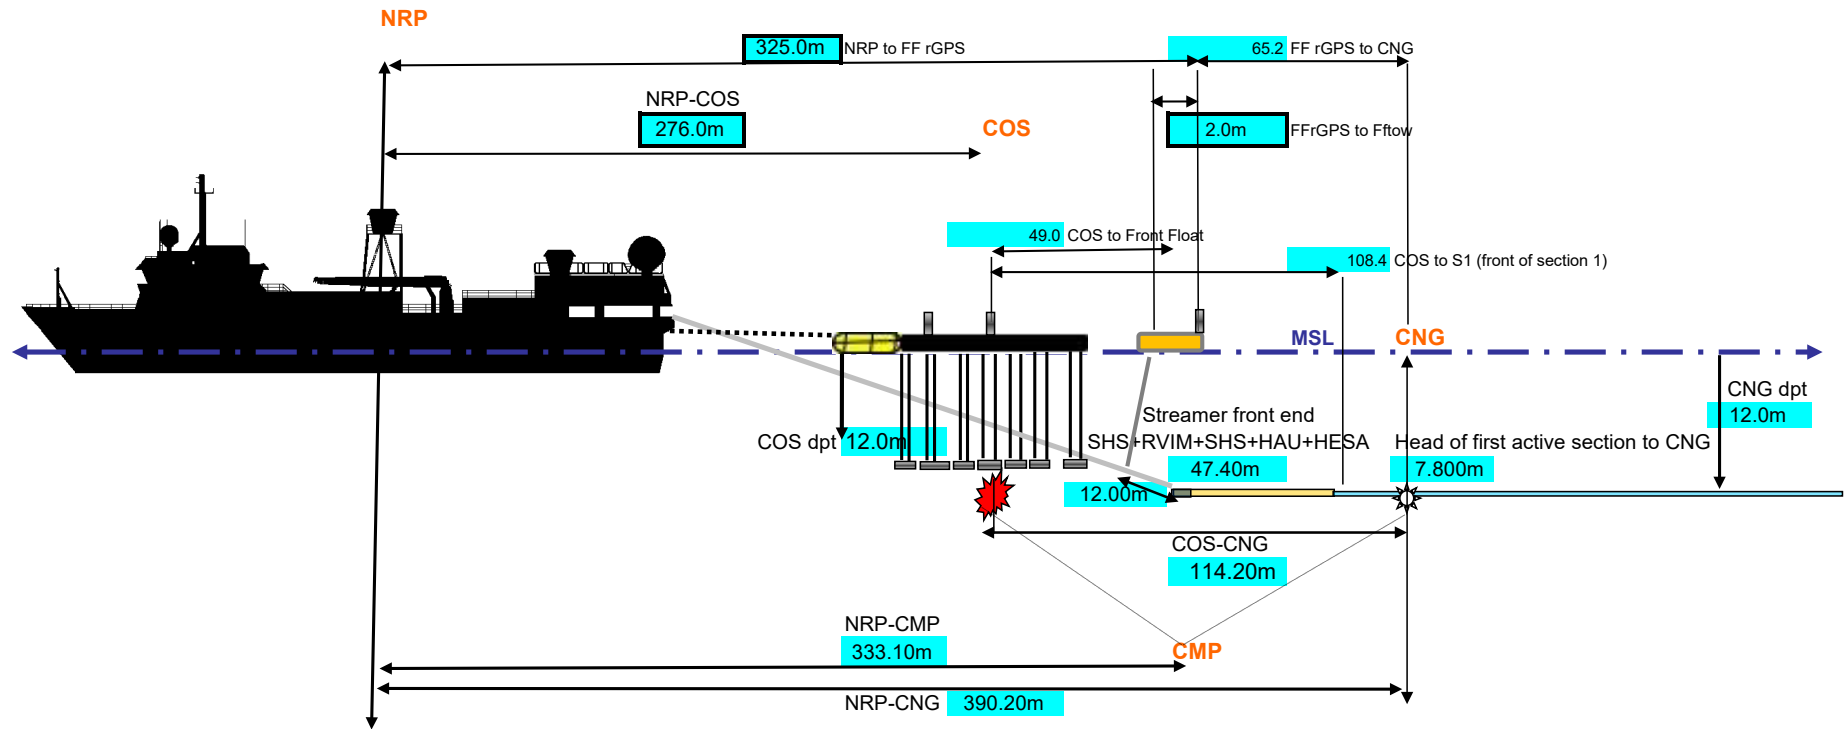 NRP
325.0m NRP to FF rGPS
65.2 FF rGPS to CNG
NRP-COS
276.0m
COS
2.0m FFrGPS to Fftow
49.0 COS to Front Float
108.4 COS to S1 (front of section 1)
MSL
CNG
CNG dpt
12.0m
COS dpt 12.0m
Streamer front end
SHS+RVIM+SHS+HAU+HESA
47.40m
Head of first active section to CNG
7.800m
12.00m
COS-CNG
114.20m
NRP-CMP
333.10m
CMP
NRP-CNG 390.20m